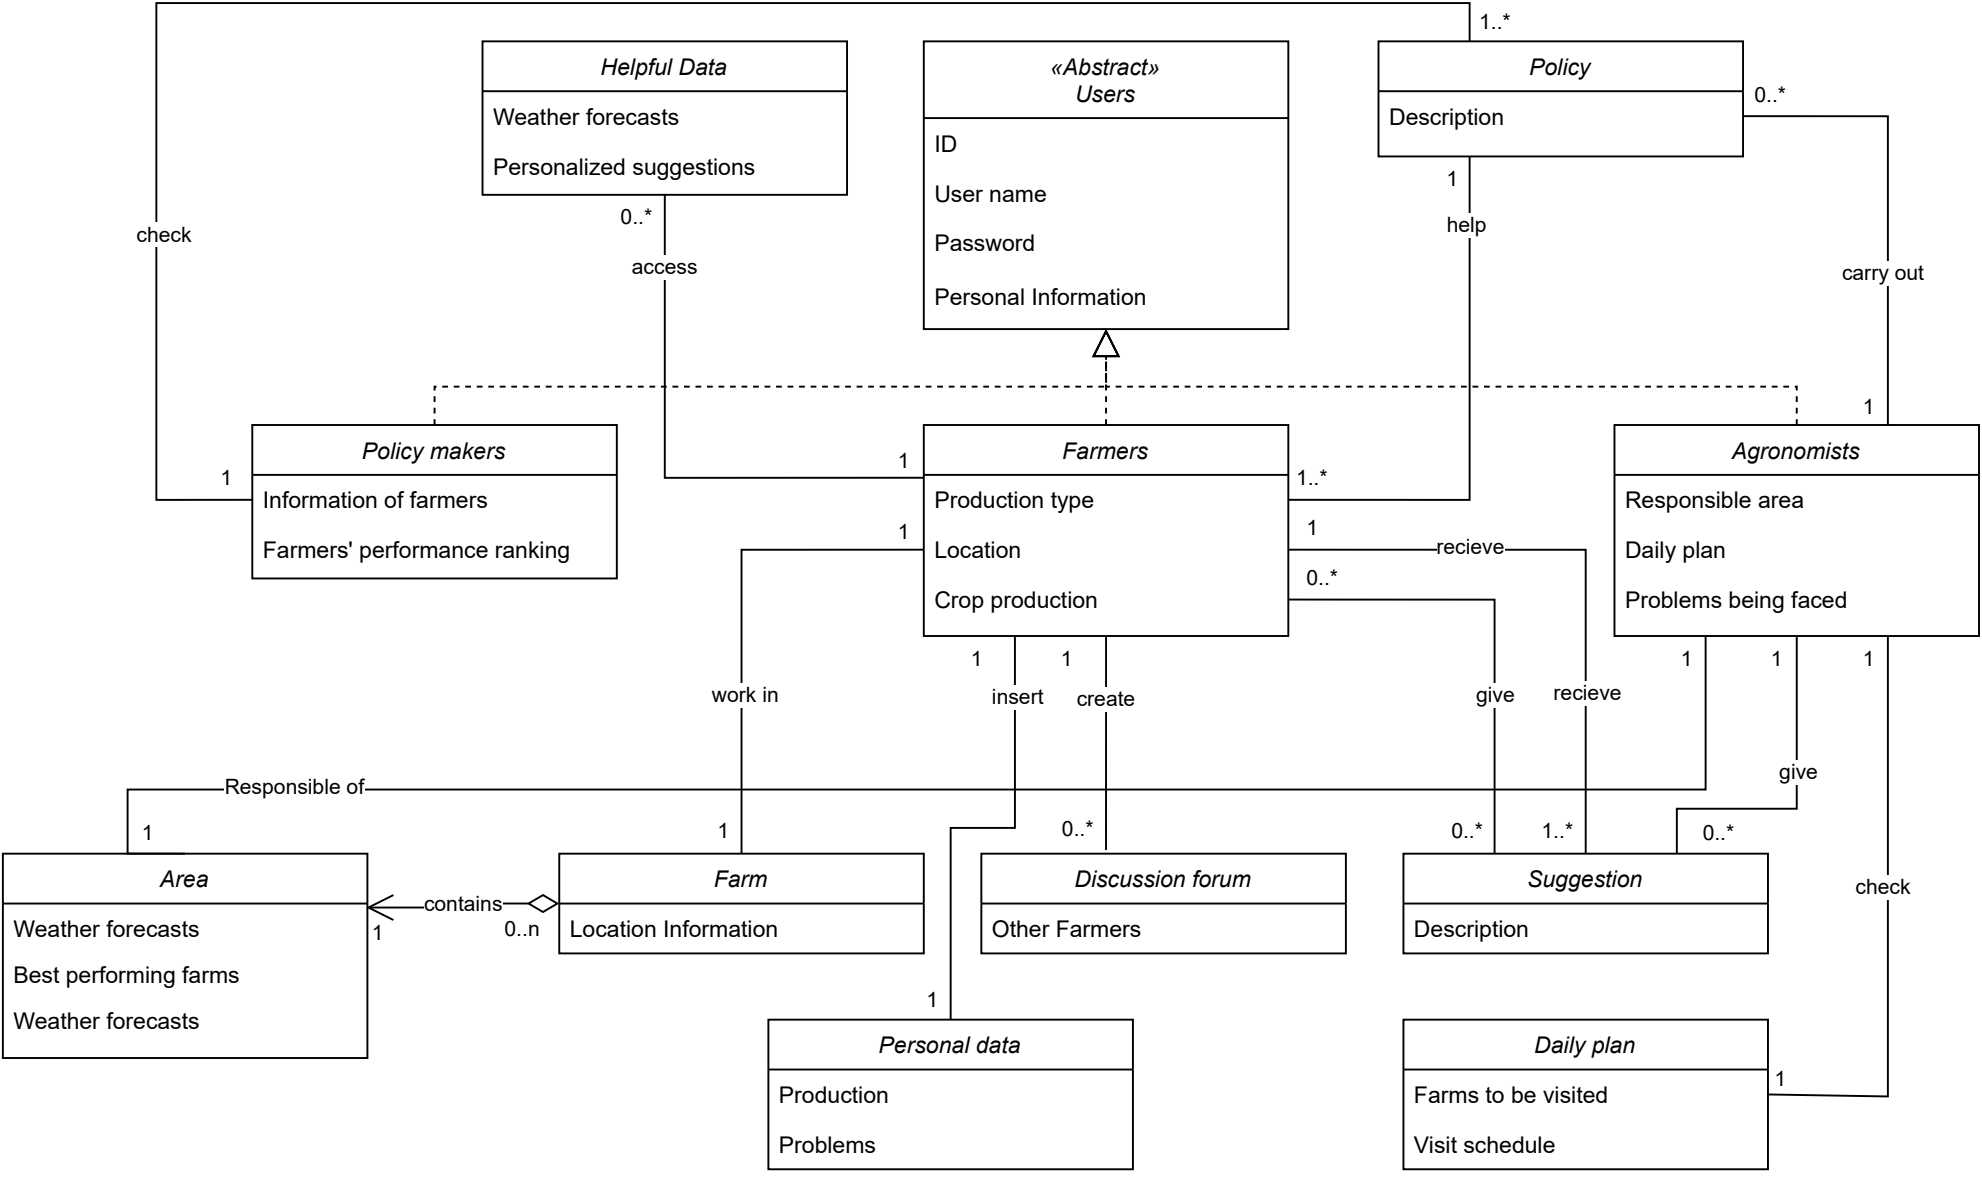 1..*
Helpful Data
Weather forecasts
Personalized suggestions
«Abstract»
Users
ID
User name
Password
Personal Information
Policy
Description
0..*
0..*
1
check
access
help
carry out
1
Policy makers
Information of farmers
Farmers' performance ranking
1
Farmers
Production type
Location
Crop production
1
1
1..*
1
recieve
0..*
Agronomists
Responsible area
Daily plan
Problems being faced
1
1
1
1
1
work in
insert
create
give
recieve
give
Responsible of
1
1
0..*
0..*
1..*
0..*
Area
Weather forecasts
Best performing farms
Weather forecasts
contains
1
0..n
Farm
Location Information
Discussion forum
Other Farmers
Suggestion
Description
check
1
Personal data
Production
Problems
Daily plan
Farms to be visited
Visit schedule
1